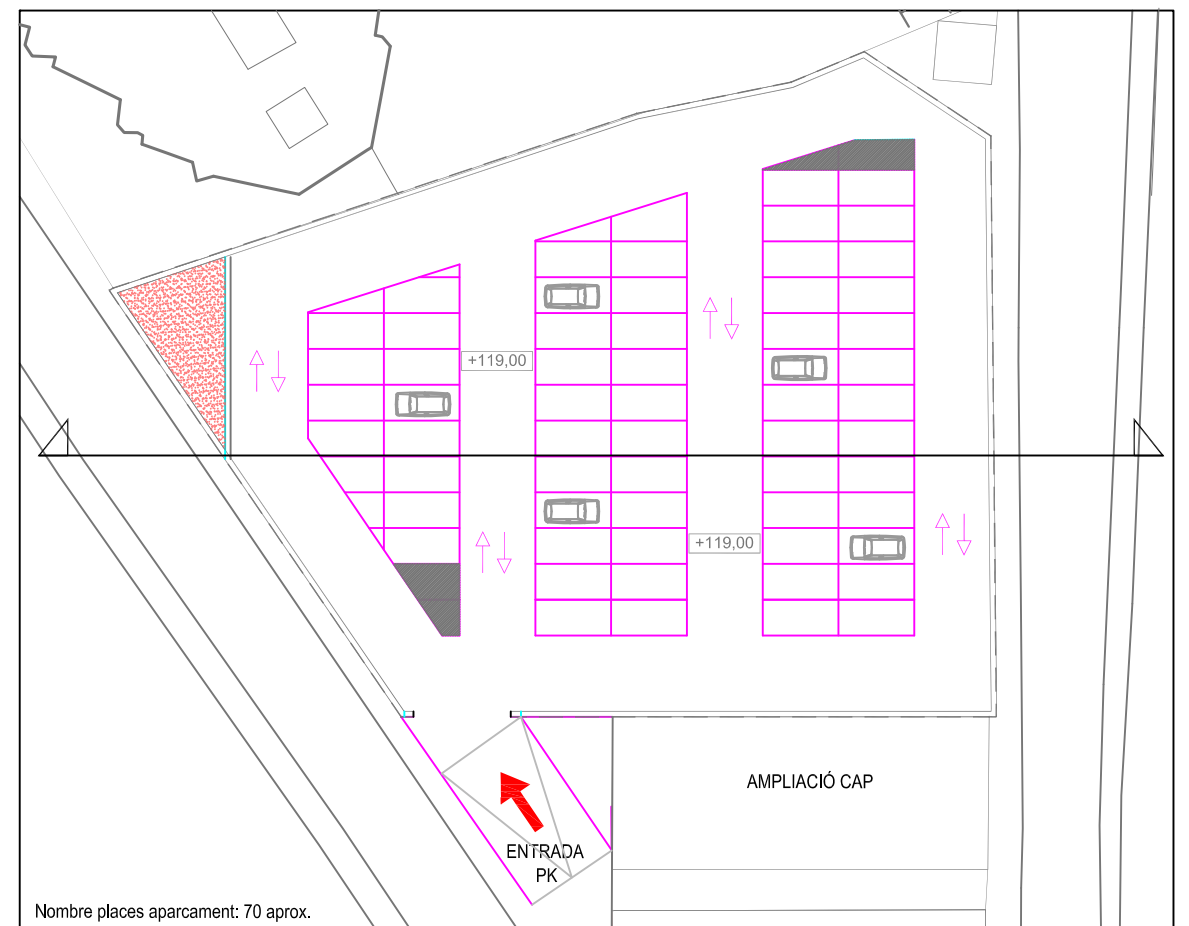 +119,00
+119,00
AMPLIACIÓ CAP
ENTRADA
PK
Nombre places aparcament: 70 aprox.